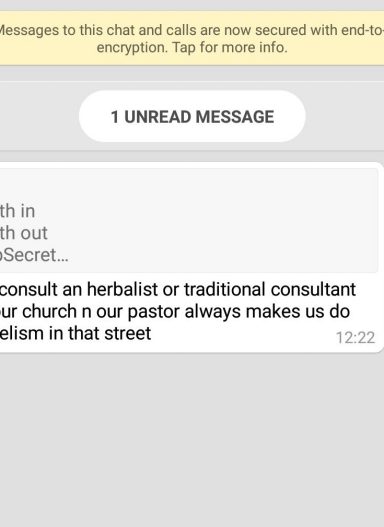 Messages to this chat and calls are now secured with end-to-
encryption. Tap for more info.
1 UNREAD MESSAGE
th in
th out
Secret…
consult an herbalist or traditional consultant
ur church n our pastor always makes us do
elism in that street
12:22